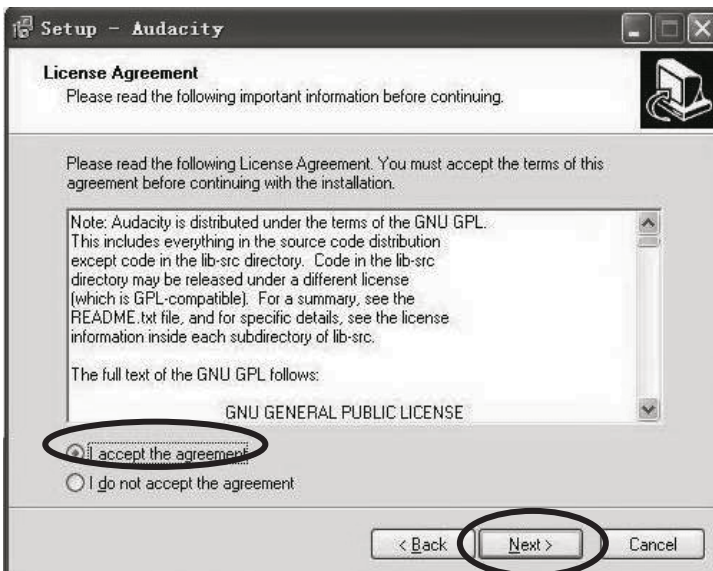 Setup - Audacity
License Agreement
Please read the following important information before continuing.
Please read the following License Agreement. You must accept the terms of this
agreement before continuing with the installation.
Note: Audacity is distributed under the terms of the GNU GPL.
This includes everything in the source code distribution
except code in the lib-src directory. Code in the lib-src
directory may be released under a different license
(which is GPL-compatible). For a summary, see the
README.txt file, and for specific details, see the license
information inside each subdirectory of lib-src.
The full text of the GNU GPL follows:
GNU GENERAL PUBLIC LICENSE
I accept the agreement
I do not accept the agreement
< Back
Next >
Cancel